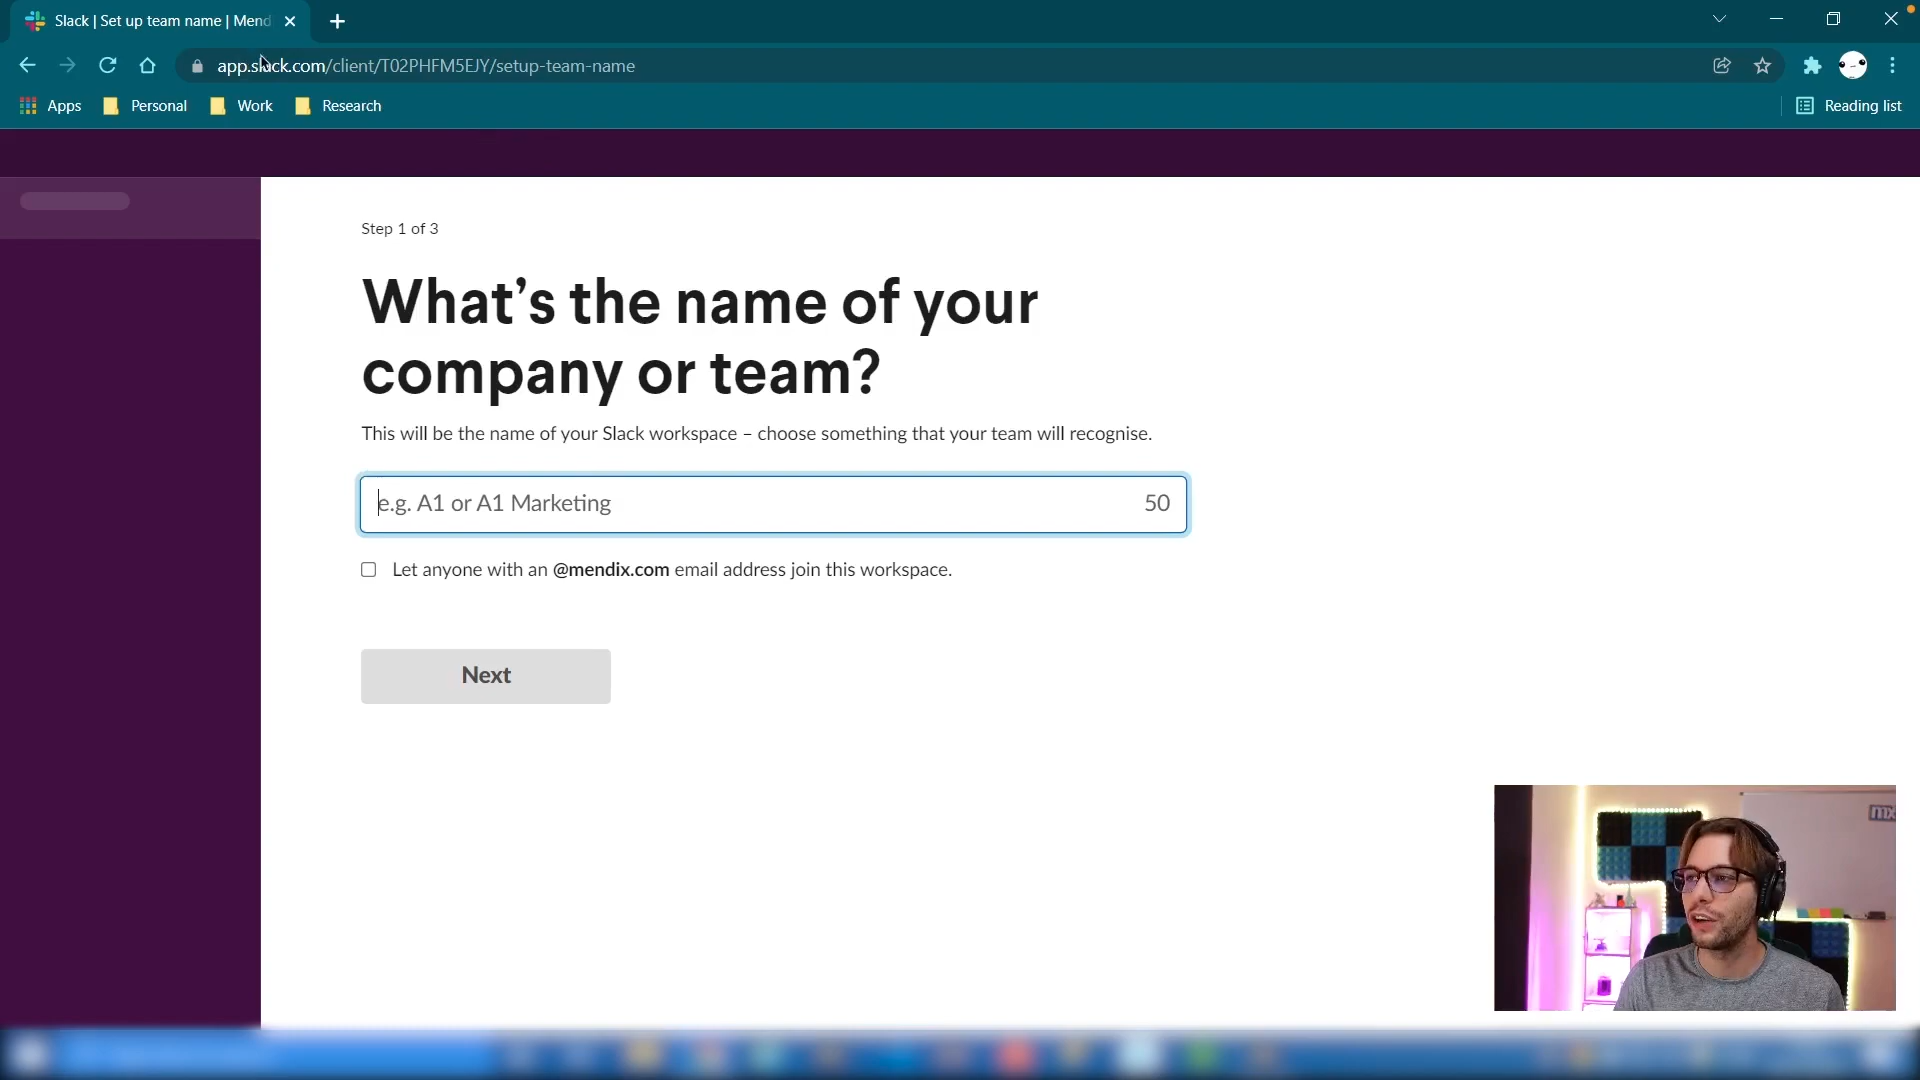 Slack | Set up team name | Mend
app.slack.com/client/T02PHFM5EJY/setup-team-name
Apps
Personal
Work
Research
Reading list
Step 1 of 3
What’s the name of your
company or team?
This will be the name of your Slack workspace – choose something that your team will recognise.
e.g. A1 or A1 Marketing
50
Let anyone with an @mendix.com email address join this workspace.
Next
mx